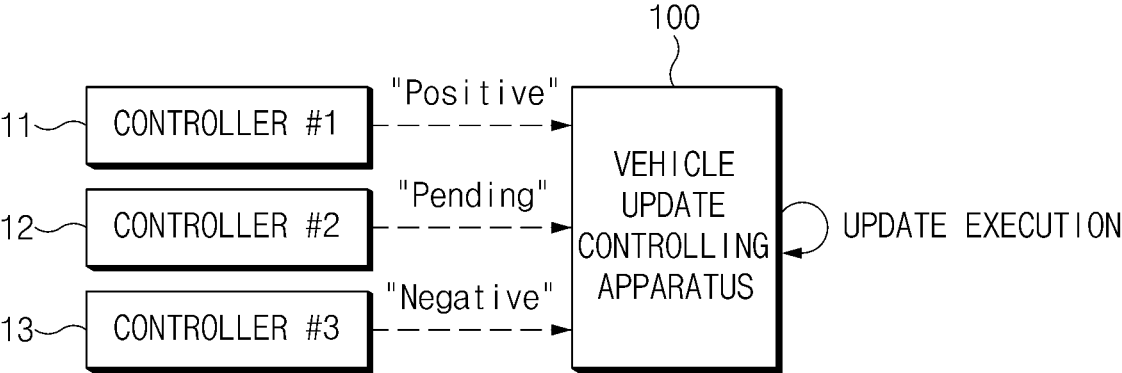 100
11
CONTROLLER #1
"Positive"
12
CONTROLLER #2
"Pending"
13
CONTROLLER #3
"Negative"
VEHICLE
UPDATE
CONTROLLING
APPARATUS
UPDATE EXECUTION